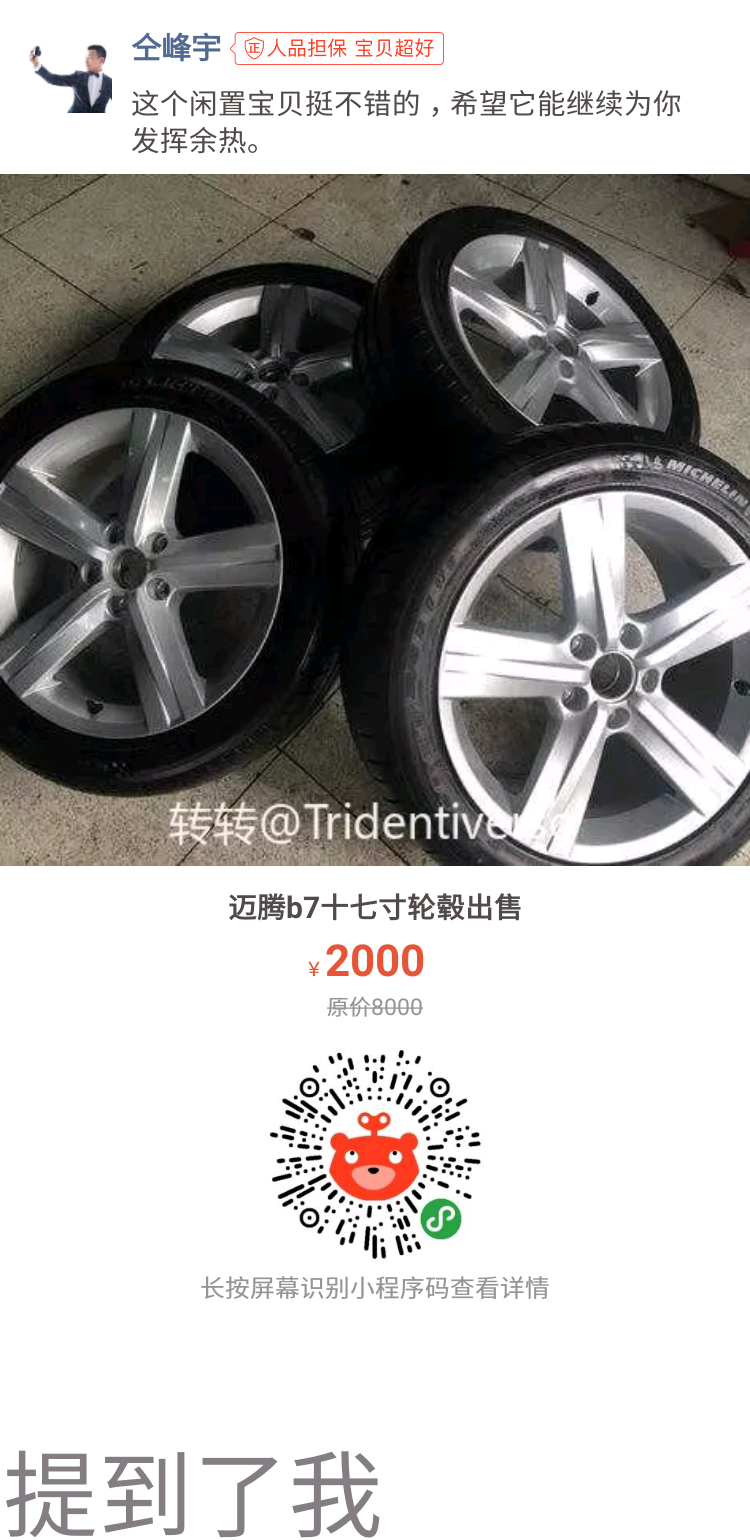 仝峰宇 正 人品担保 宝贝超好
这个闲置宝贝挺不错的，希望它能继续为你
发挥余热。
MICHELIN
转转@Tridentiverse
迈腾b7十七寸轮毂出售
¥2000
原价8000
长按屏幕识别小程序码查看详情
提到了我